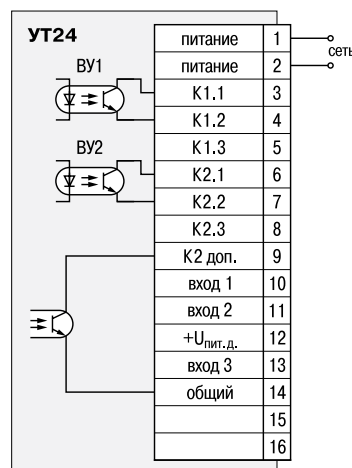 УТ24
ВУ1
ВУ2
питание 1
питание 2
сеть
К1.1 3
К1.2 4
К1.3 5
К2.1 6
К2.2 7
К2.3 8
К2 доп. 9
вход 1 10
вход 2 11
+Uпит.д. 12
вход 3 13
общий 14
15
16